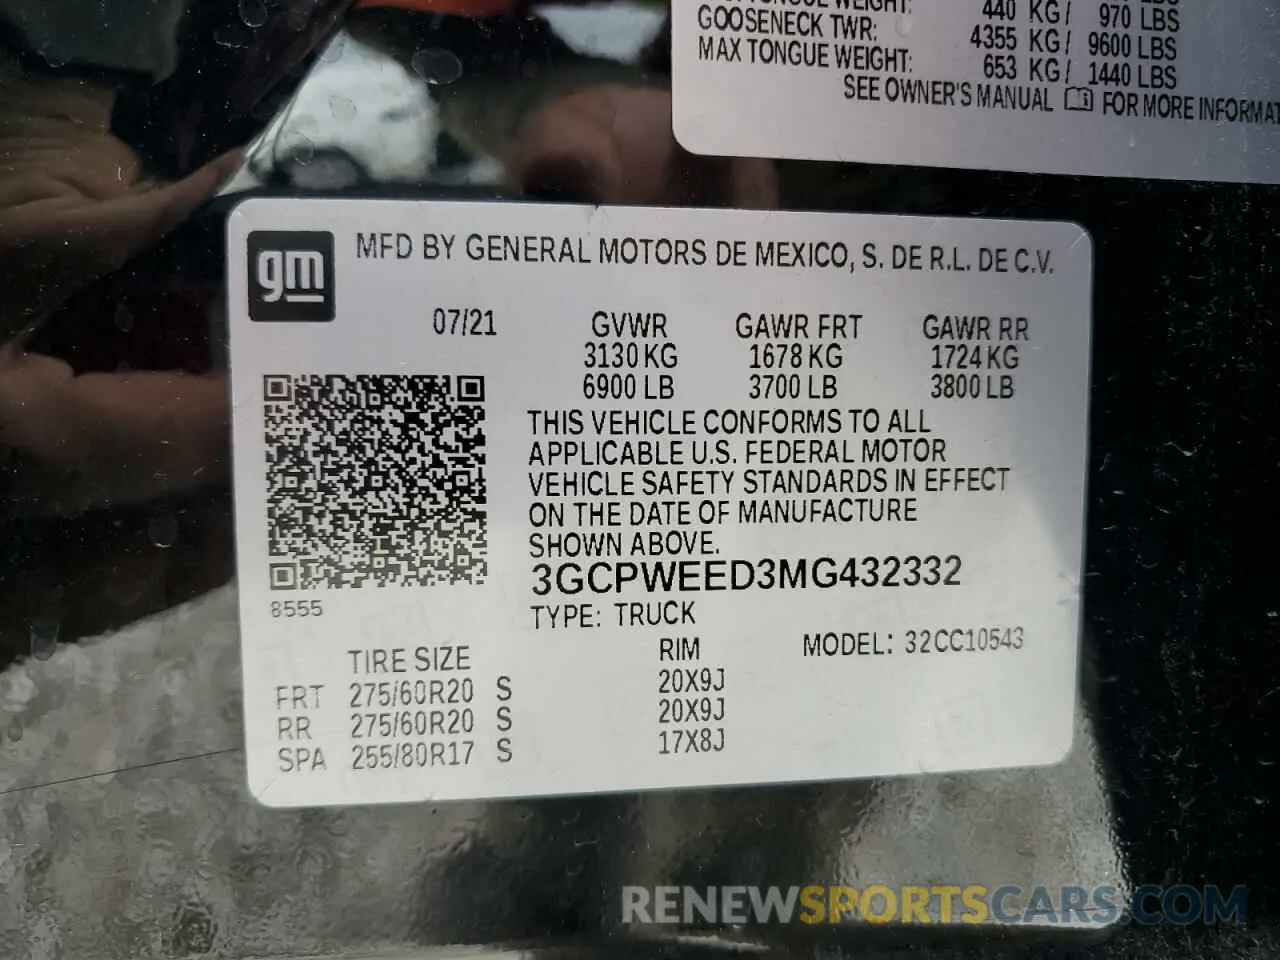 440 KG/ 970 LBS
GOOSENECK TWR: 4355 KG/ 9600 LBS
MAX TONGUE WEIGHT: 653 KG/ 1440 LBS
SEE OWNER'S MANUAL FOR MORE
gm
MFD BY GENERAL MOTORS DE MEXICO, S. DE R.L. DE C.V.
07/21 GVWR GAWR FRT GAWR RR
3130 KG 1678 KG 1724 KG
6900 LB 3700 LB 3800 LB
THIS VEHICLE CONFORMS TO ALL
APPLICABLE U.S. FEDERAL MOTOR
VEHICLE SAFETY STANDARDS IN EFFECT
ON THE DATE OF MANUFACTURE
SHOWN ABOVE.
3GCPWEED3MG432332
8555
TYPE: TRUCK
TIRE SIZE RIM MODEL: 32CC10543
FRT 275/60R20 S 20X9J
RR 275/60R20 S 20X9J
SPA 255/80R17 S 17X8J
RENEWSPORTSCARS.COM